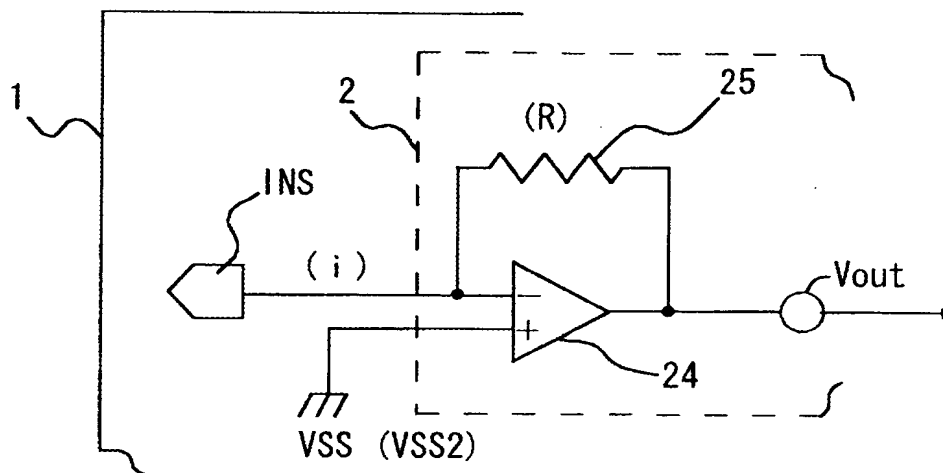 1
2
(R)
25
INS
(i)
−
+
Vout
24
VSS (VSS2)